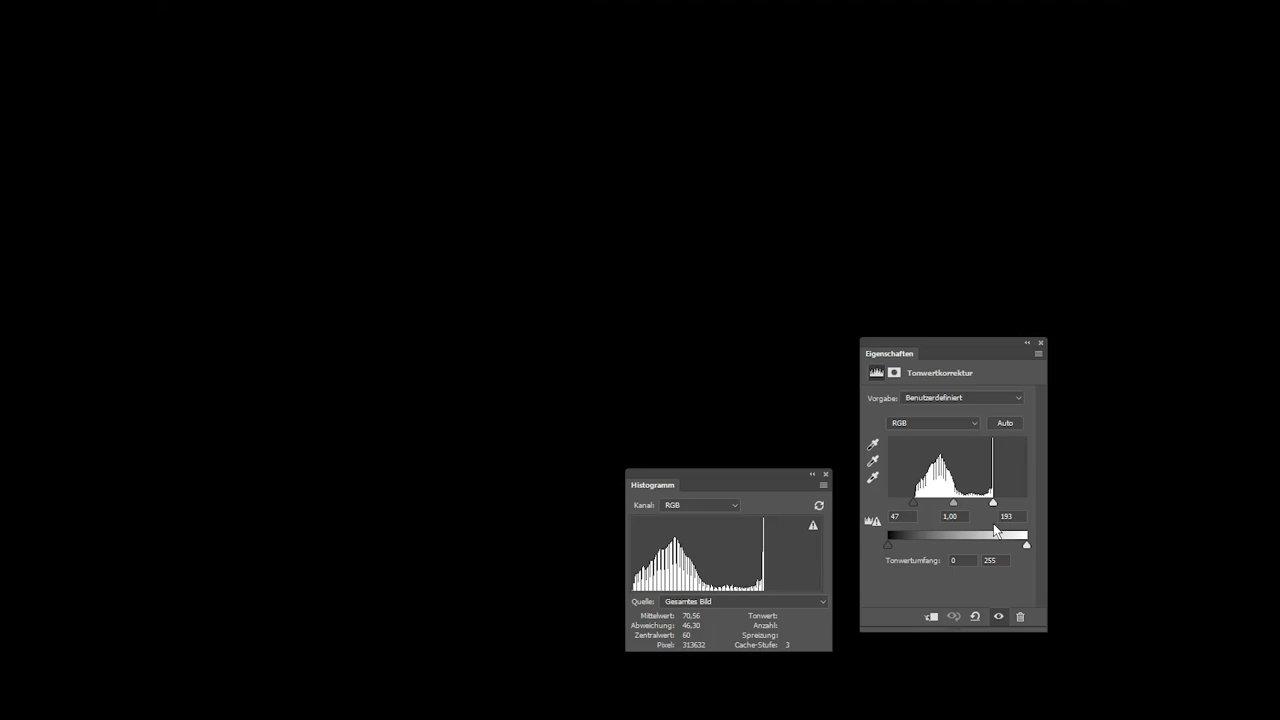 Eigenschaften
Tonwertkorrektur
Vorgabe: Benutzerdefiniert
RGB Auto
47 1,00 193
Tonwertumfang: 0 255
Histogramm
Kanal: RGB
Quelle: Gesamtes Bild
Mittelwert: 70,56 Tonwert:
Abweichung: 46,30 Anzahl:
Zentralwert: 60 Spreizung:
Pixel: 313632 Cache-Stufe: 3